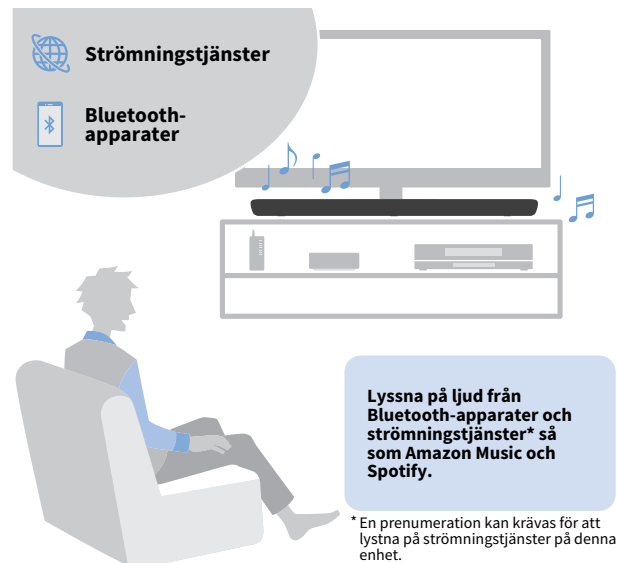 Strömningstjänster
Bluetooth-
apparater
Lyssna på ljud från
Bluetooth-apparater och
strömningstjänster* så
som Amazon Music och
Spotify.
* En prenumeration kan krävas för att
lystna på strömningstjänster på denna
enhet.